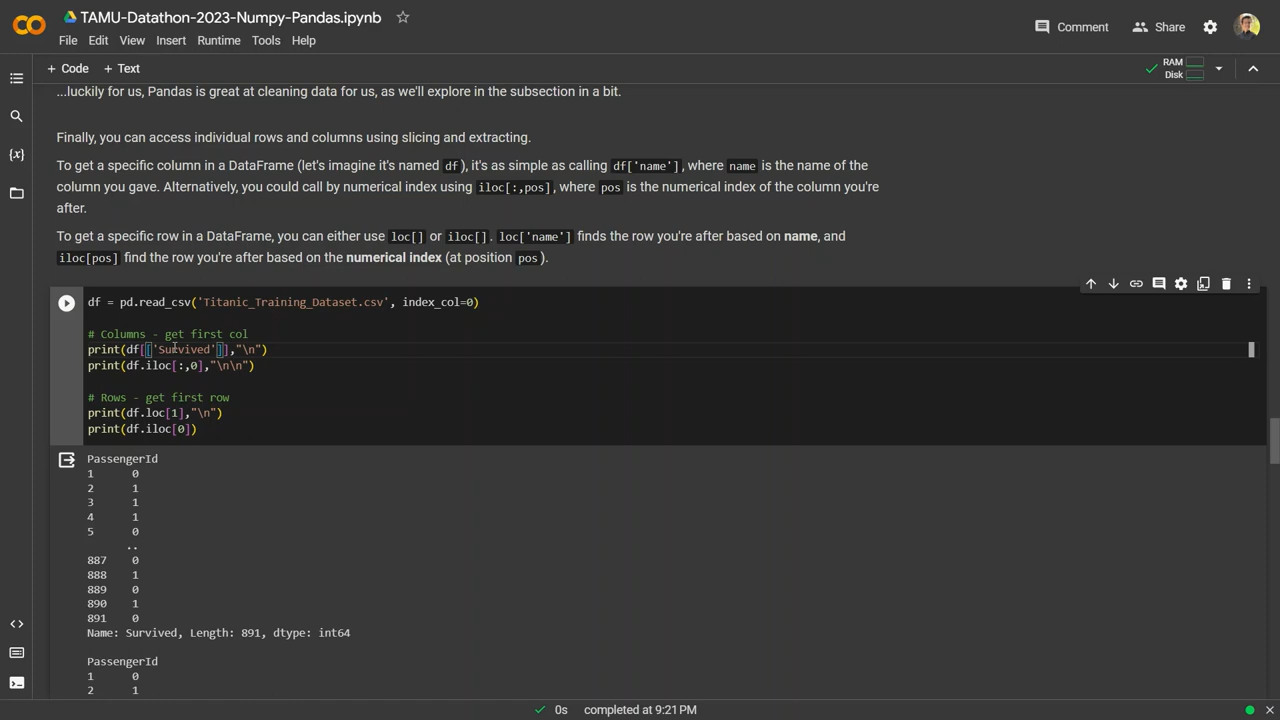 TAMU-Datathon-2023-Numpy-Pandas.ipynb
Comment
Share
File Edit View Insert Runtime Tools Help
+ Code + Text
RAM
Disk
...luckily for us, Pandas is great at cleaning data for us, as we'll explore in the subsection in a bit.
Finally, you can access individual rows and columns using slicing and extracting.
To get a specific column in a DataFrame (let's imagine it's named df), it's as simple as calling df['name'], where name is the name of the
column you gave. Alternatively, you could call by numerical index using iloc[:,pos], where pos is the numerical index of the column you're
after.
To get a specific row in a DataFrame, you can either use loc[] or iloc[]. loc['name'] finds the row you're after based on name, and
iloc[pos] find the row you're after based on the numerical index (at position pos).
df = pd.read_csv('Titanic_Training_Dataset.csv', index_col=0)
# Columns - get first col
print(df[['Survived']],"\n")
print(df.iloc[:,0],"\n\n")
# Rows - get first row
print(df.loc[1],"\n")
print(df.iloc[0])
PassengerId
1 0
2 1
3 1
4 1
5 0
..
887 0
888 1
889 0
890 1
891 0
Name: Survived, Length: 891, dtype: int64
PassengerId
1 0
2 1
0s completed at 9:21 PM